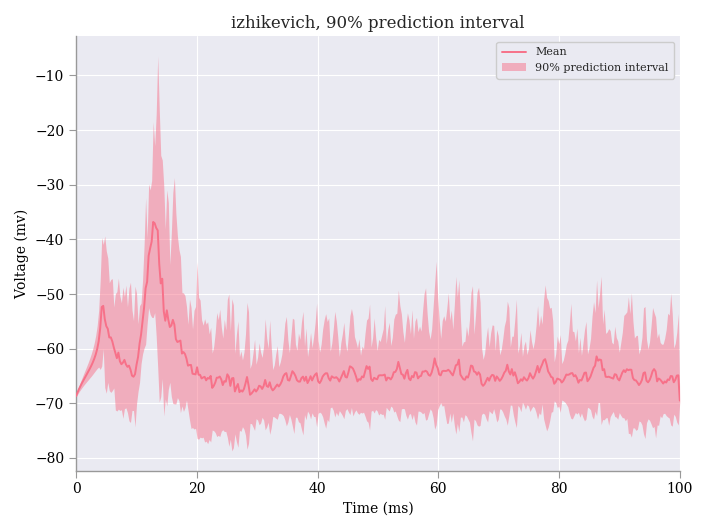 izhikevich, 90% prediction interval
Mean
90% prediction interval
−10
−20
−30
−40
−50
−60
−70
−80
Voltage (mv)
0 20 40 60 80 100
Time (ms)